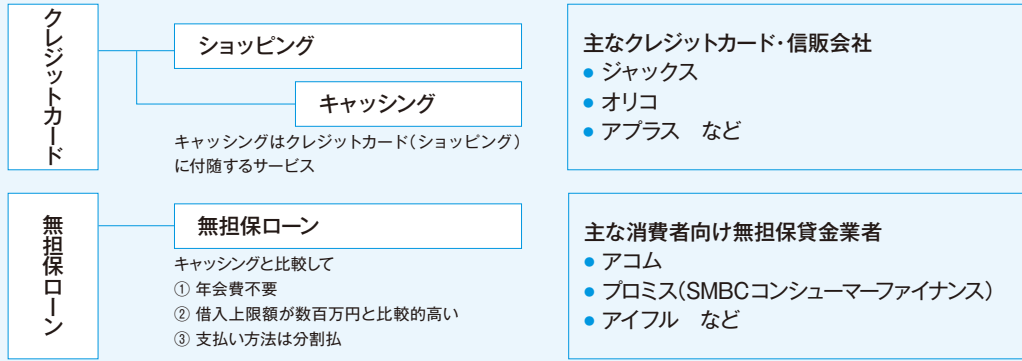 クレジットカード
ショッピング
キャッシング
キャッシングはクレジットカード（ショッピング）
に付随するサービス
主なクレジットカード・信販会社
● ジャックス
● オリコ
● アプラス　など
無担保ローン
無担保ローン
キャッシングと比較して
① 年会費不要
② 借入上限額が数百万円と比較的高い
③ 支払い方法は分割払
主な消費者向け無担保貸金業者
● アコム
● プロミス（SMBCコンシューマーファイナンス）
● アイフル　など